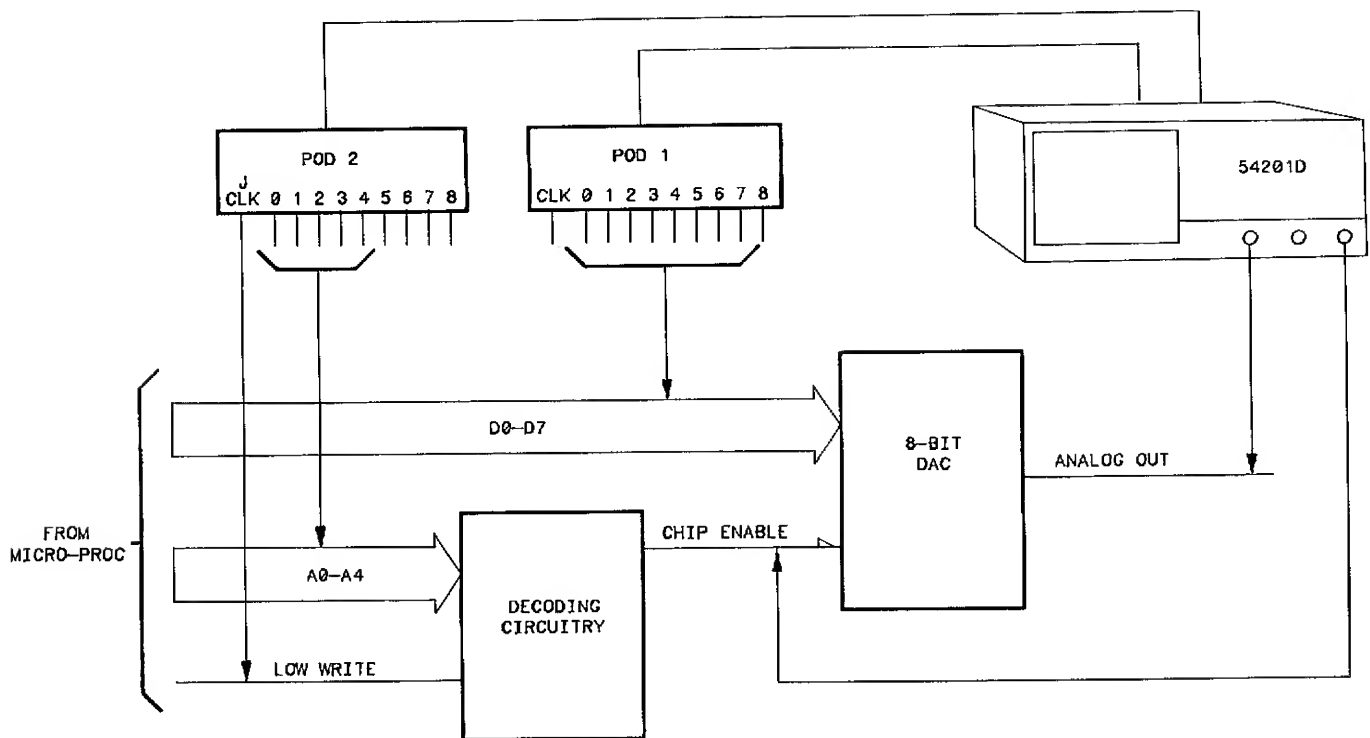 POD 2
J
CLK 0 1 2 3 4 5 6 7 8
POD 1
CLK 0 1 2 3 4 5 6 7 8
54201D
D0-D7
8-BIT
DAC
ANALOG OUT
FROM
MICRO-PROC
CHIP ENABLE
A0-A4
DECODING
CIRCUITRY
LOW WRITE